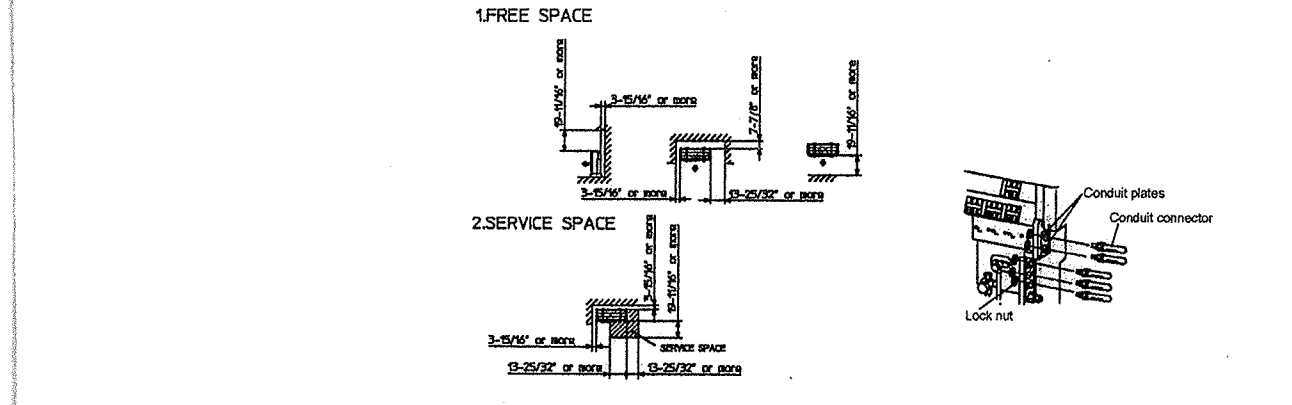 1.FREE SPACE
19-11/16" or more
3-15/16" or more
7-7/8" or more
19-11/16" or more
3-15/16" or more
13-25/32" or more
2.SERVICE SPACE
3-15/16" or more
19-11/16" or more
3-15/16" or more
SERVICE SPACE
13-25/32" or more
13-25/32" or more
Conduit plates
Conduit connector
Lock nut